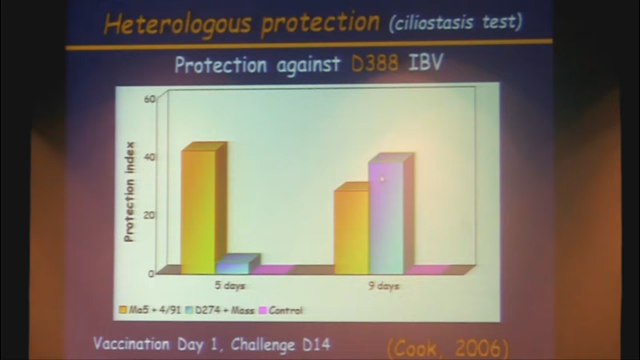 Heterologous protection (ciliostasis test)
Protection against D388 IBV
60
40
20
0
Protection index
5 days
9 days
Ma5 + 4/91 D274 + Mass Control
Vaccination Day 1, Challenge D14
(Cook, 2006)